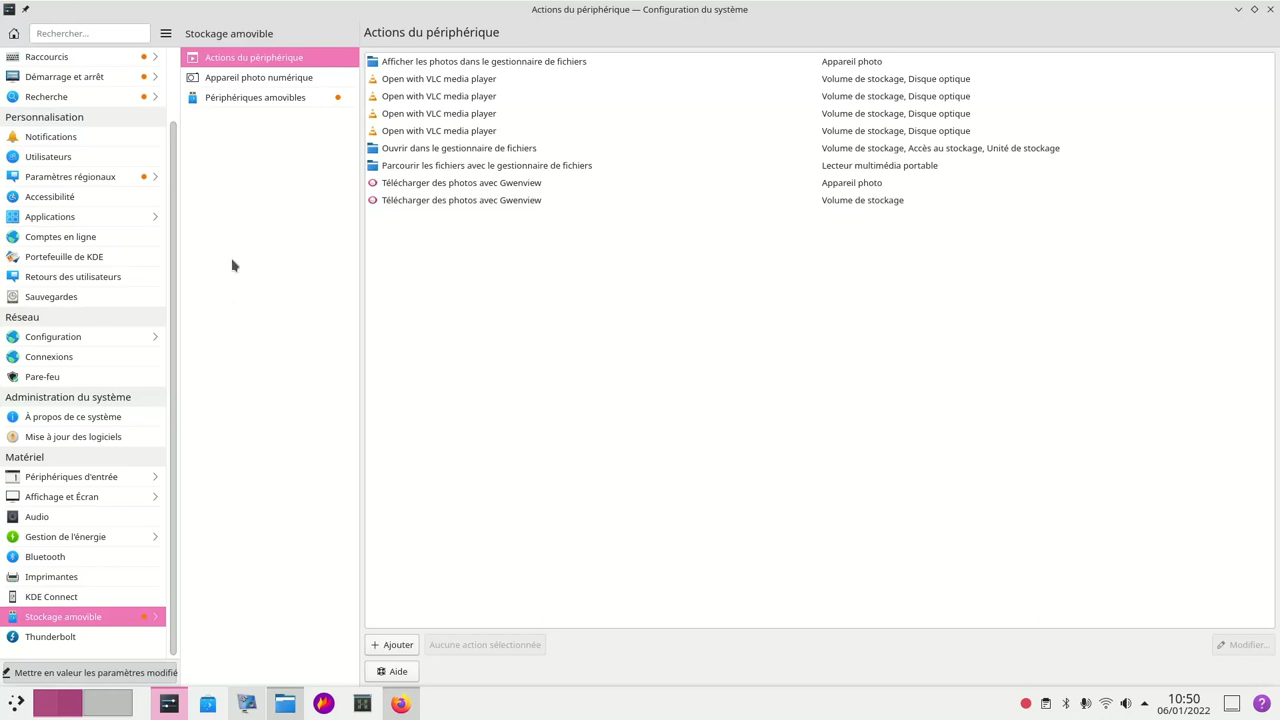 Actions du périphérique — Configuration du système
Rechercher...
Stockage amovible
Actions du périphérique
Raccourcis
Démarrage et arrêt
Recherche
Personnalisation
Notifications
Utilisateurs
Paramètres régionaux
Accessibilité
Applications
Comptes en ligne
Portefeuille de KDE
Retours des utilisateurs
Sauvegardes
Réseau
Configuration
Connexions
Pare-feu
Administration du système
À propos de ce système
Mise à jour des logiciels
Matériel
Périphériques d'entrée
Affichage et Écran
Audio
Gestion de l'énergie
Bluetooth
Imprimantes
KDE Connect
Stockage amovible
Thunderbolt
Mettre en valeur les paramètres modifié
Actions du périphérique
Appareil photo numérique
Périphériques amovibles
Afficher les photos dans le gestionnaire de fichiers Appareil photo
Open with VLC media player Volume de stockage, Disque optique
Open with VLC media player Volume de stockage, Disque optique
Open with VLC media player Volume de stockage, Disque optique
Open with VLC media player Volume de stockage, Disque optique
Ouvrir dans le gestionnaire de fichiers Volume de stockage, Accès au stockage, Unité de stockage
Parcourir les fichiers avec le gestionnaire de fichiers Lecteur multimédia portable
Télécharger des photos avec Gwenview Appareil photo
Télécharger des photos avec Gwenview Volume de stockage
Ajouter Aucune action sélectionnée Modifier...
Aide
10:50
06/01/2022